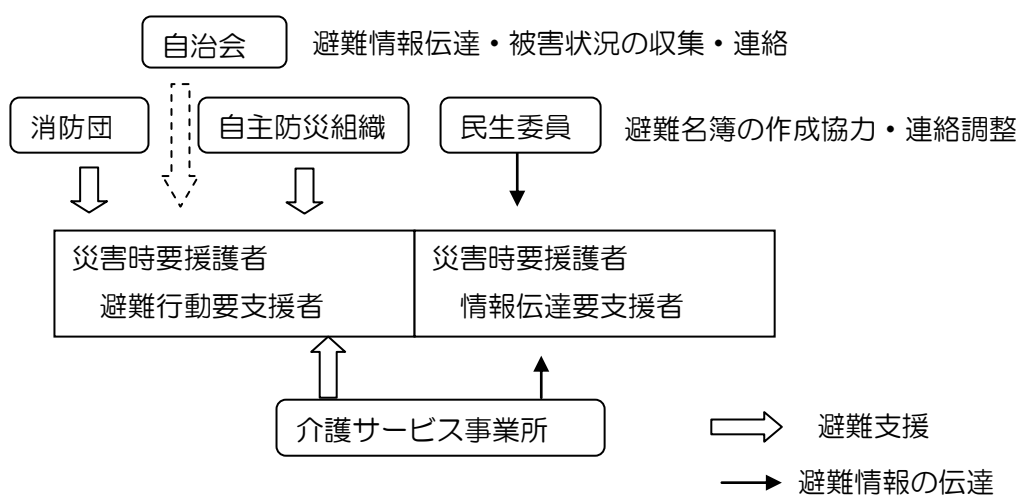 自治会
避難情報伝達・被害状況の収集・連絡
消防団
自主防災組織
民生委員
避難名簿の作成協力・連絡調整
災害時要援護者
避難行動要支援者
災害時要援護者
情報伝達要支援者
介護サービス事業所
避難支援
避難情報の伝達